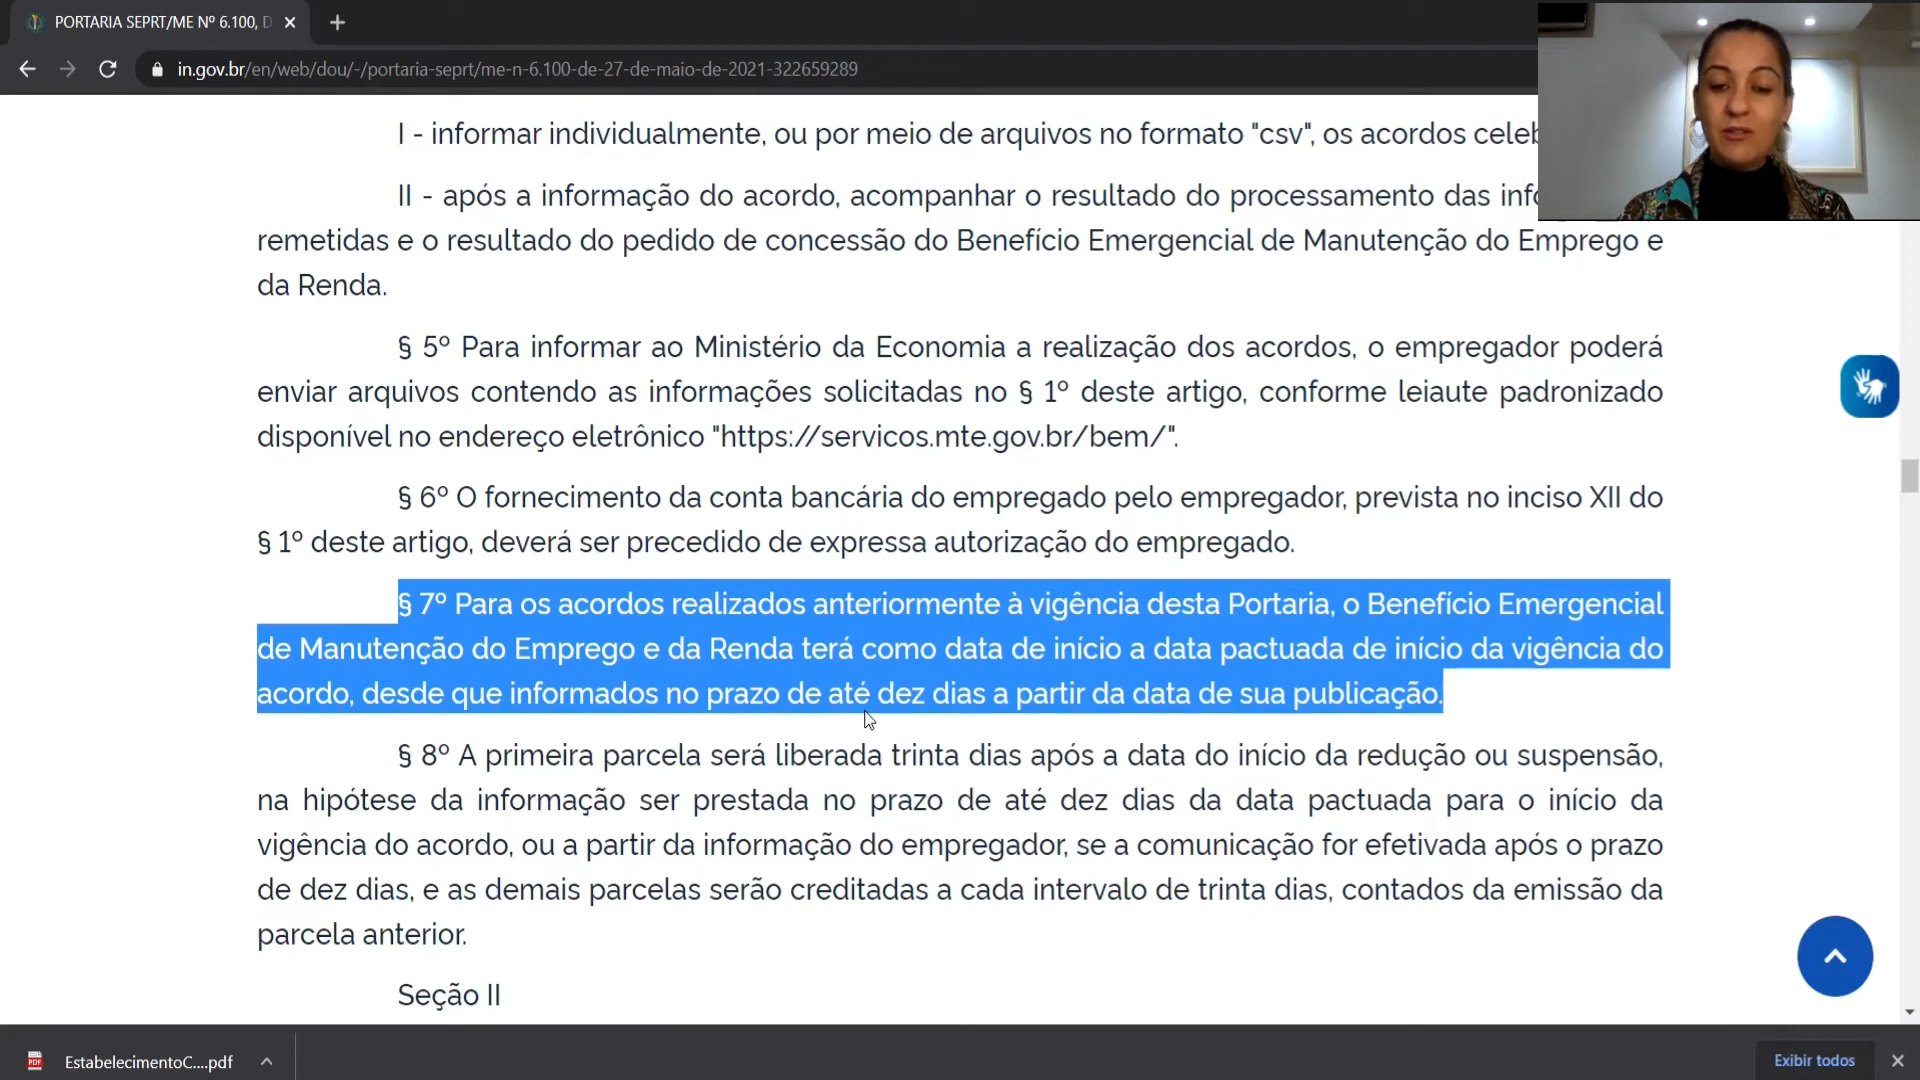 PORTARIA SEPRT/ME Nº 6.100, D
in.gov.br/en/web/dou/-/portaria-seprt/me-n-6.100-de-27-de-maio-de-2021-322659289
I - informar individualmente, ou por meio de arquivos no formato "csv", os acordos celeb
II - após a informação do acordo, acompanhar o resultado do processamento das info
remetidas e o resultado do pedido de concessão do Benefício Emergencial de Manutenção do Emprego e
da Renda.
§ 5º Para informar ao Ministério da Economia a realização dos acordos, o empregador poderá
enviar arquivos contendo as informações solicitadas no § 1º deste artigo, conforme leiaute padronizado
disponível no endereço eletrônico "https://servicos.mte.gov.br/bem/".
§ 6º O fornecimento da conta bancária do empregado pelo empregador, prevista no inciso XII do
§ 1º deste artigo, deverá ser precedido de expressa autorização do empregado.
§ 7º Para os acordos realizados anteriormente à vigência desta Portaria, o Benefício Emergencial
de Manutenção do Emprego e da Renda terá como data de início a data pactuada de início da vigência do
acordo, desde que informados no prazo de até dez dias a partir da data de sua publicação.
§ 8º A primeira parcela será liberada trinta dias após a data do início da redução ou suspensão,
na hipótese da informação ser prestada no prazo de até dez dias da data pactuada para o início da
vigência do acordo, ou a partir da informação do empregador, se a comunicação for efetivada após o prazo
de dez dias, e as demais parcelas serão creditadas a cada intervalo de trinta dias, contados da emissão da
parcela anterior.
Seção II
EstabelecimentoC....pdf
Exibir todos